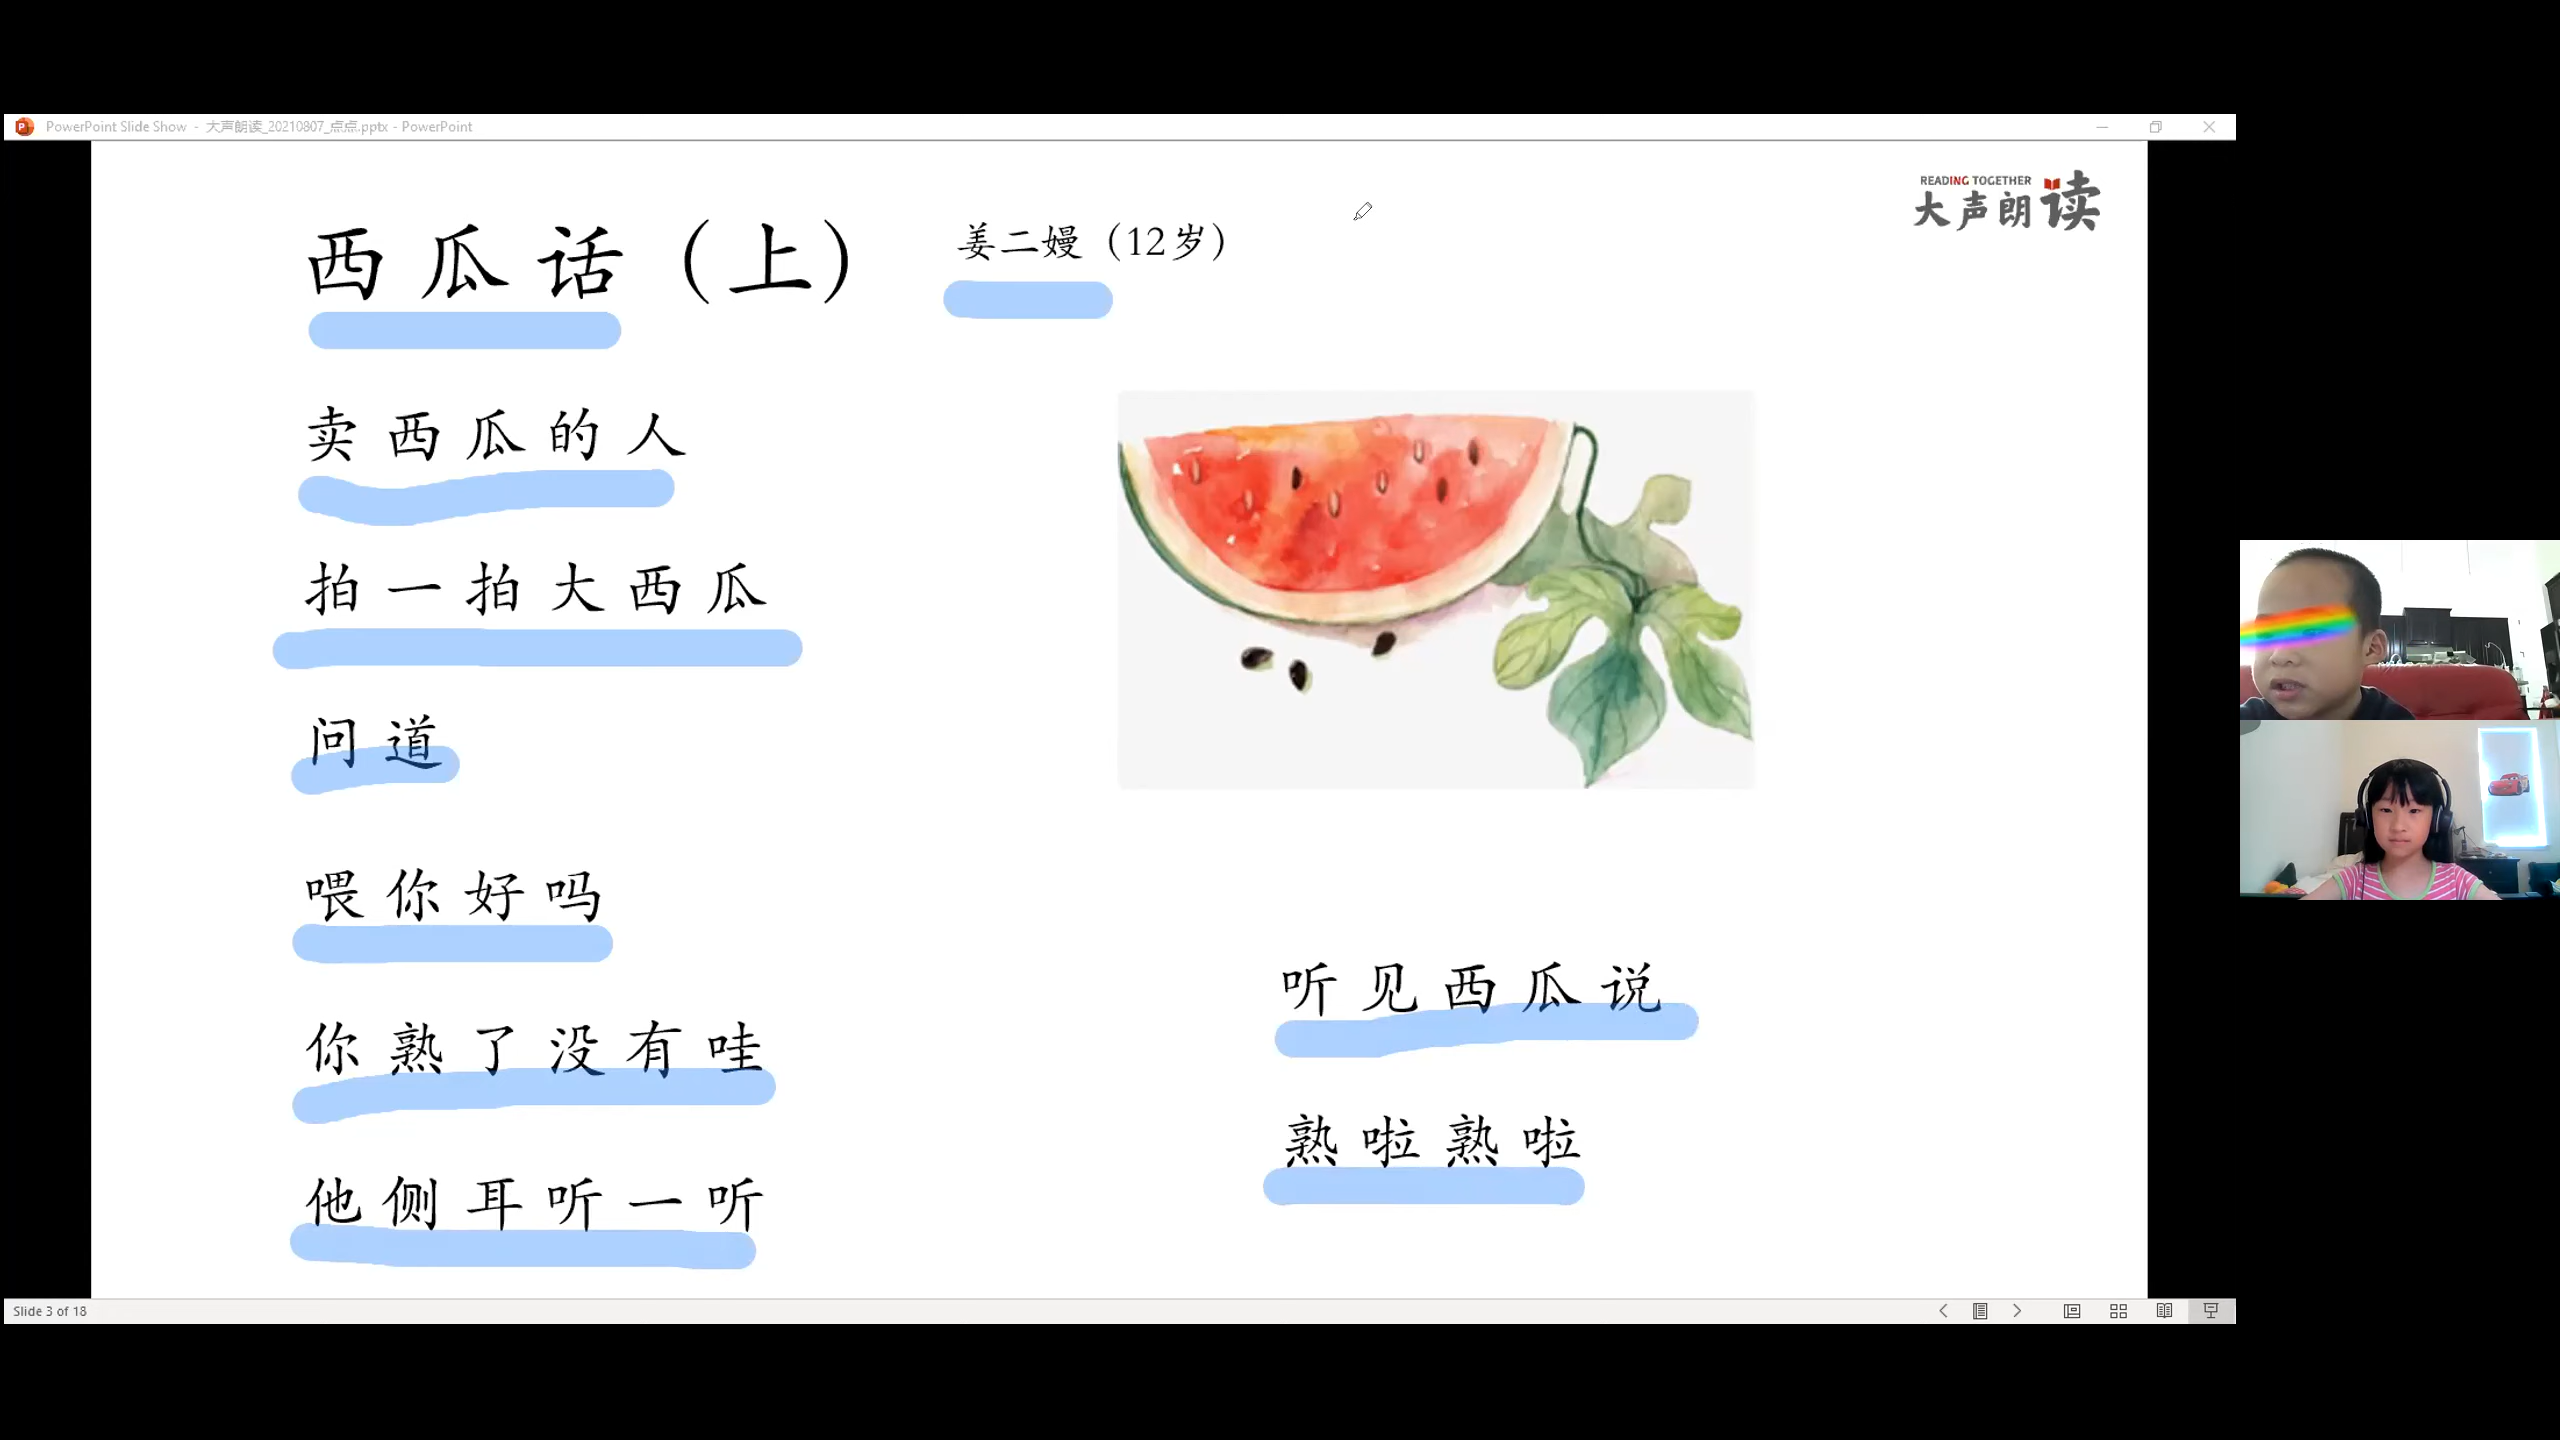 PowerPoint Slide Show - 大声朗读_20210807_点点.pptx - PowerPoint
READING TOGETHER
大声朗读
西瓜话（上）
姜二嫚（12岁）
卖西瓜的人
拍一拍大西瓜
问道
喂你好吗
你熟了没有哇
他侧耳听一听
听见西瓜说
熟啦熟啦
Slide 3 of 18